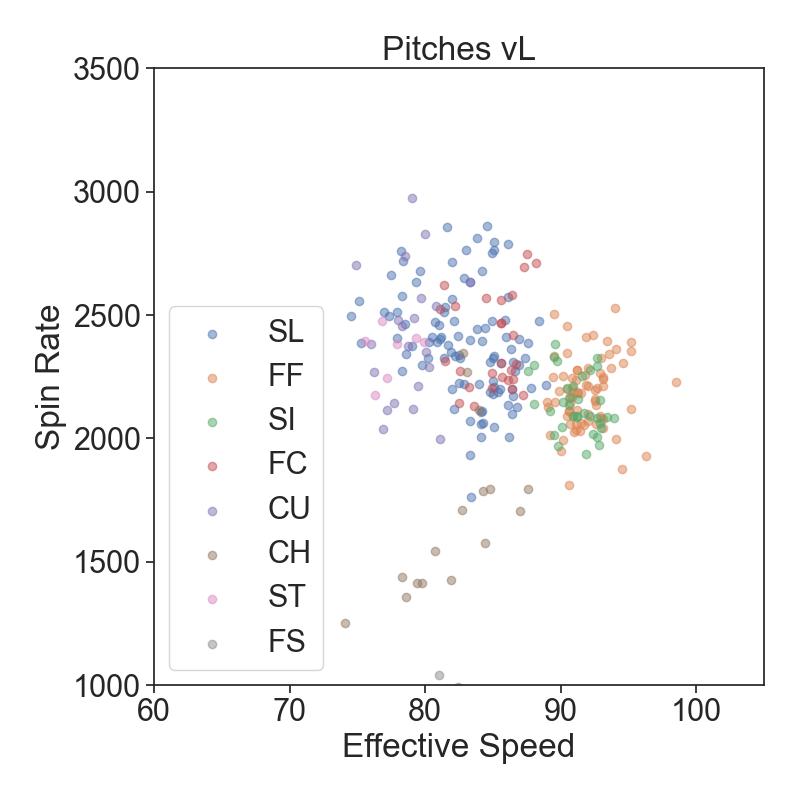 Pitches vL
3500
3000
2500
2000
1500
1000
Spin Rate
SL
FF
SI
FC
CU
CH
ST
FS
60
70
80
90
100
Effective Speed